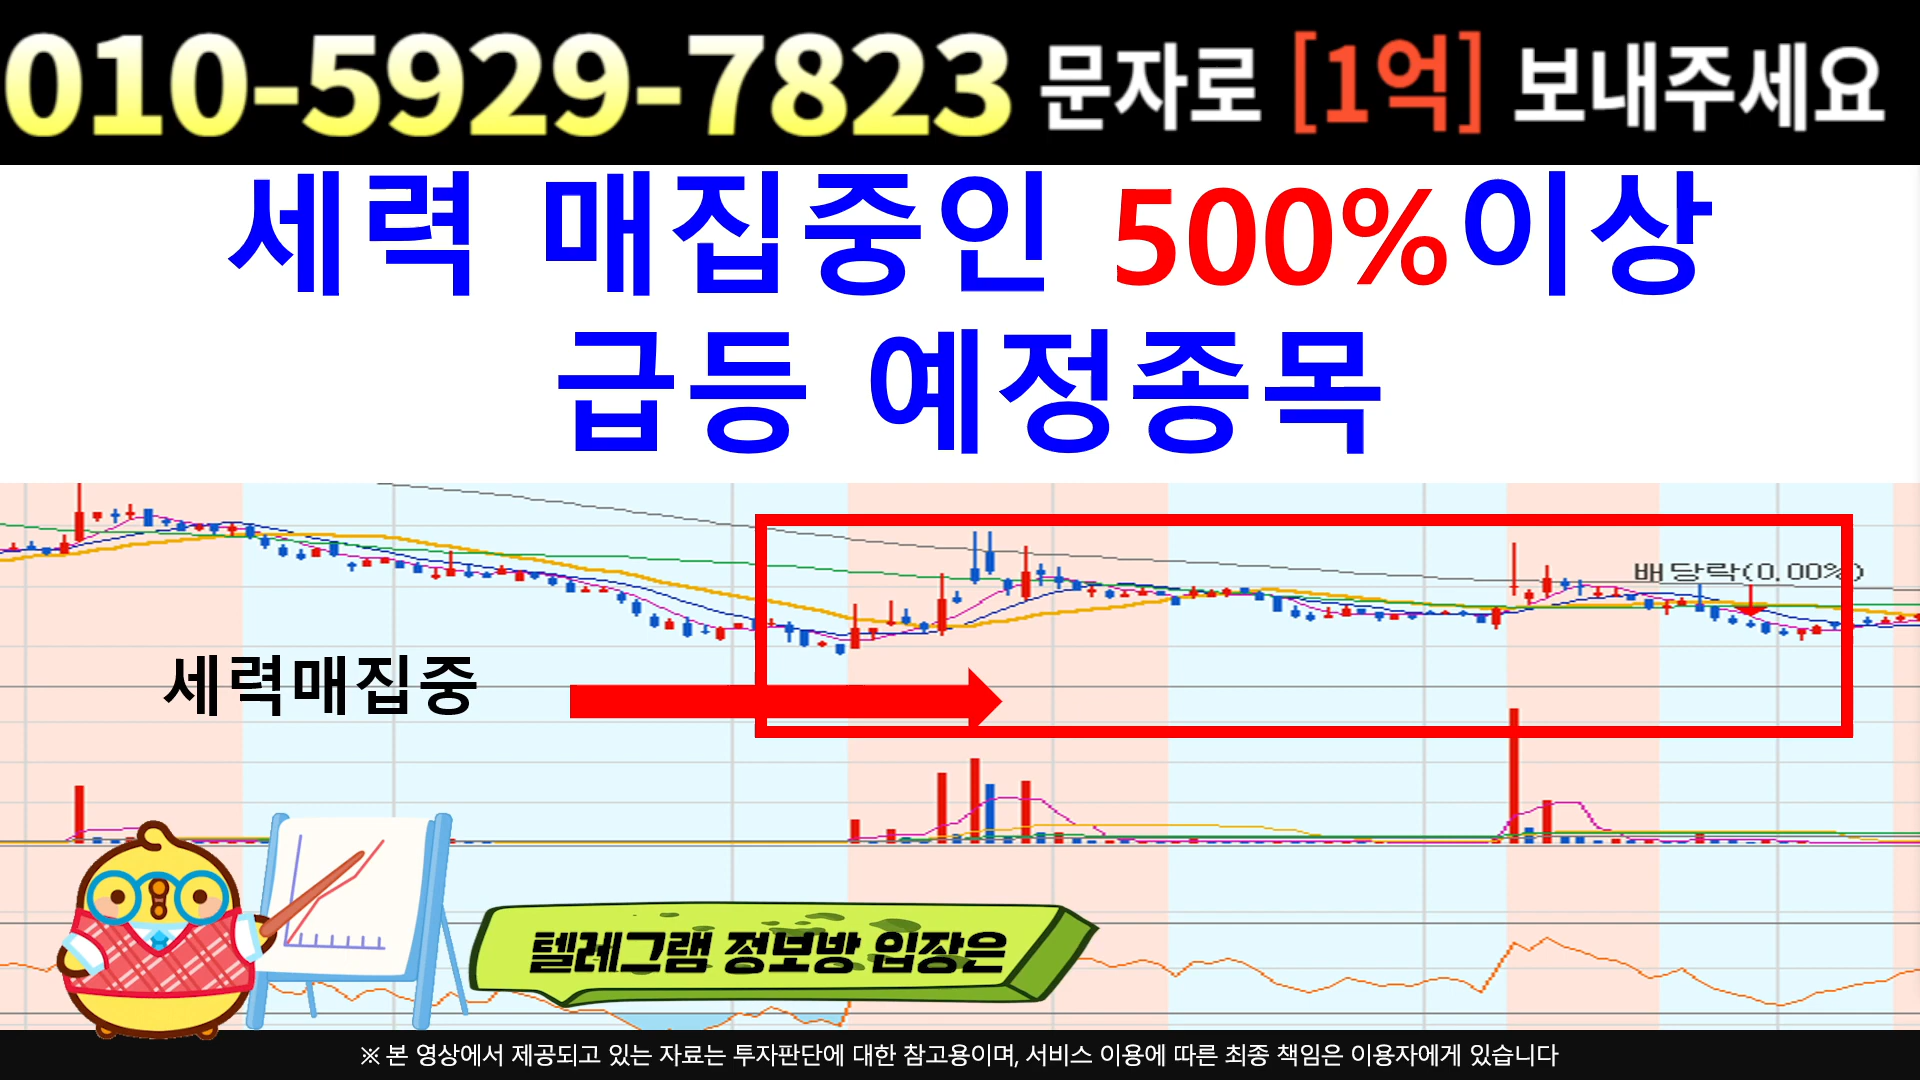 010-5929-7823 문자로 [1억] 보내주세요
세력 매집중인 500%이상
급등 예정종목
배당락(0.00%)
세력매집중
텔레그램 정보방 입장은
※ 본 영상에서 제공되고 있는 자료는 투자판단에 대한 참고용이며, 서비스 이용에 따른 최종 책임은 이용자에게 있습니다